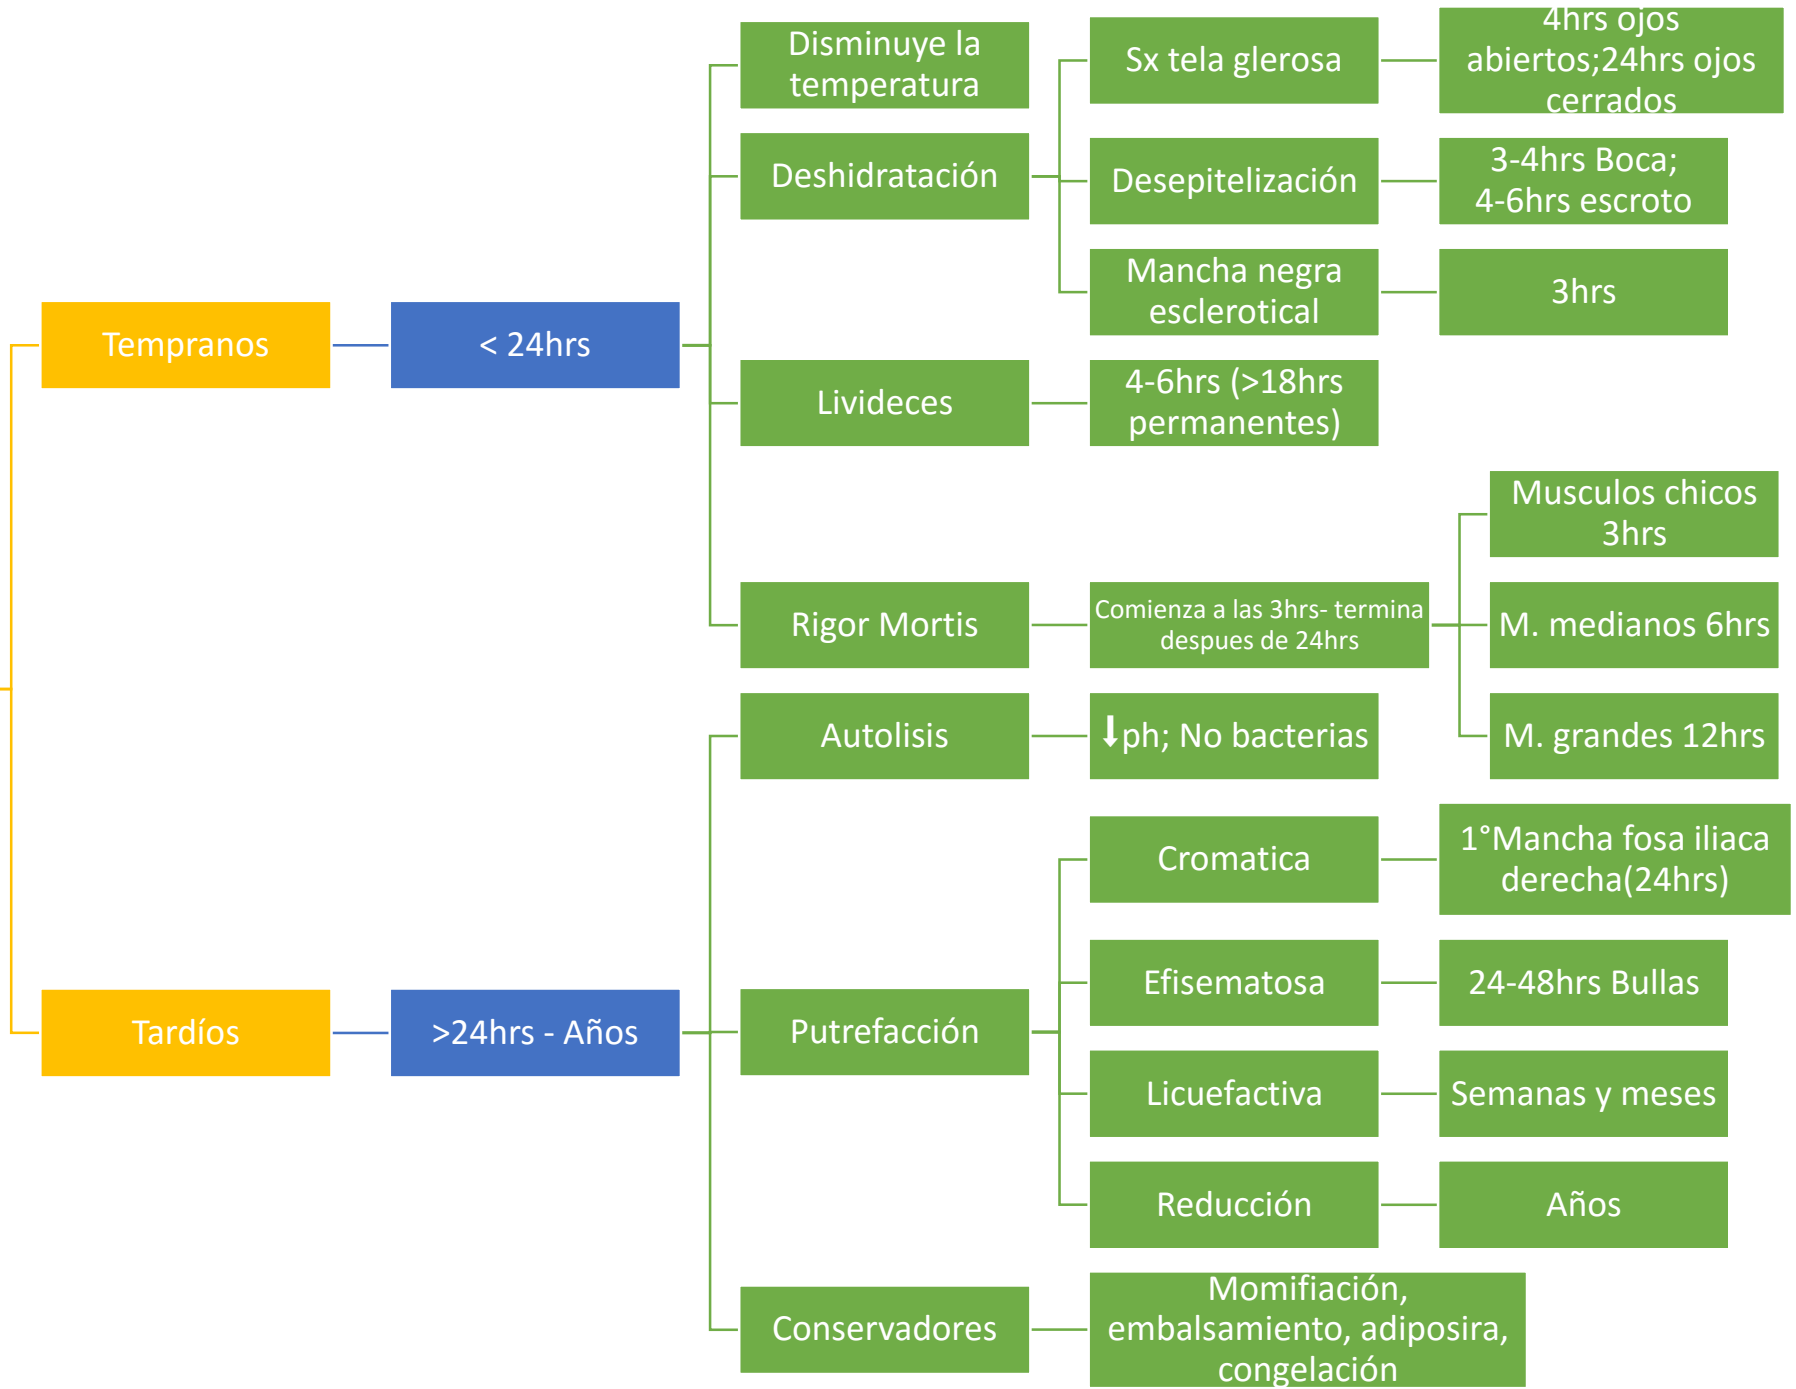 Tempranos
< 24hrs
Disminuye la
temperatura
Deshidratación
Sx tela glerosa
4hrs ojos
abiertos;24hrs ojos
cerrados
Desepitelización
3-4hrs Boca;
4-6hrs escroto
Mancha negra
esclerotical
3hrs
Livideces
4-6hrs (>18hrs
permanentes)
Rigor Mortis
Comienza a las 3hrs- termina
despues de 24hrs
Musculos chicos
3hrs
M. medianos 6hrs
M. grandes 12hrs
Tardíos
>24hrs - Años
Autolisis
⬇ph; No bacterias
Putrefacción
Cromatica
1°Mancha fosa iliaca
derecha(24hrs)
Efisematosa
24-48hrs Bullas
Licuefactiva
Semanas y meses
Reducción
Años
Conservadores
Momifiación,
embalsamiento, adiposira,
congelación